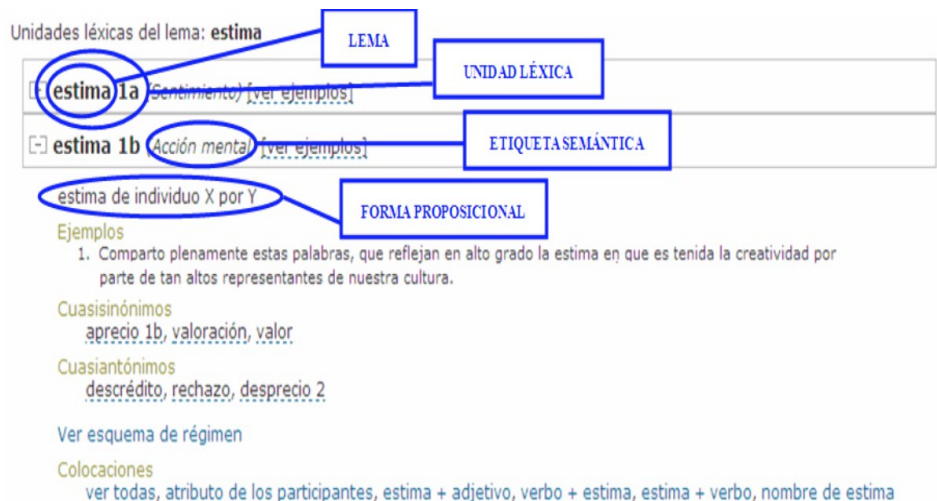 Unidades léxicas del lema: estima
LEMA
UNIDAD LÉXICA
estima 1a (Sentimiento) [ver ejemplos]
ETIQUETA SEMÁNTICA
[-] estima 1b (Acción mental) [ver ejemplos]
estima de individuo X por Y
FORMA PROPOSICIONAL
Ejemplos
1. Comparto plenamente estas palabras, que reflejan en alto grado la estima en que es tenida la creatividad por
parte de tan altos representantes de nuestra cultura.
Cuasisinónimos
aprecio 1b, valoración, valor
Cuasiantónimos
descrédito, rechazo, desprecio 2
Ver esquema de régimen
Colocaciones
ver todas, atributo de los participantes, estima + adjetivo, verbo + estima, estima + verbo, nombre de estima